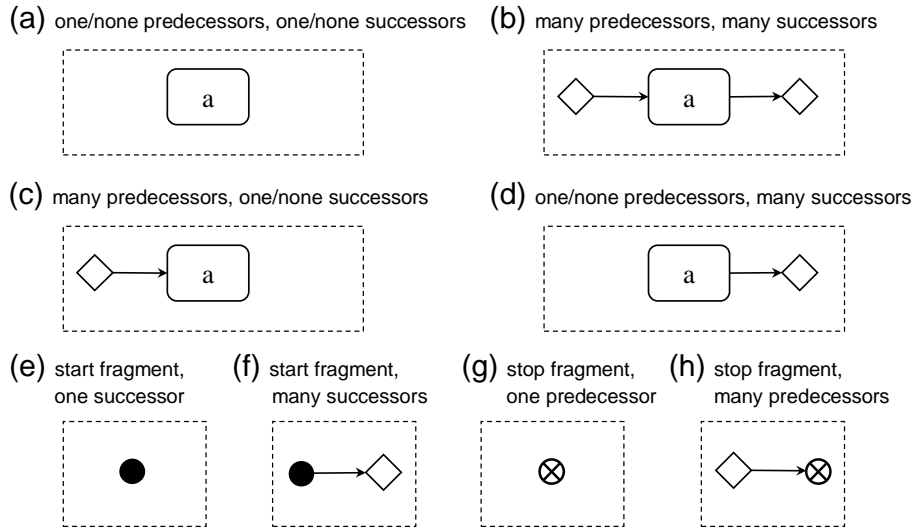 (a) one/none predecessors, one/none successors
a
(b) many predecessors, many successors
a
(c) many predecessors, one/none successors
a
(d) one/none predecessors, many successors
a
(e) start fragment,
one successor
(f) start fragment,
many successors
(g) stop fragment,
one predecessor
(h) stop fragment,
many predecessors